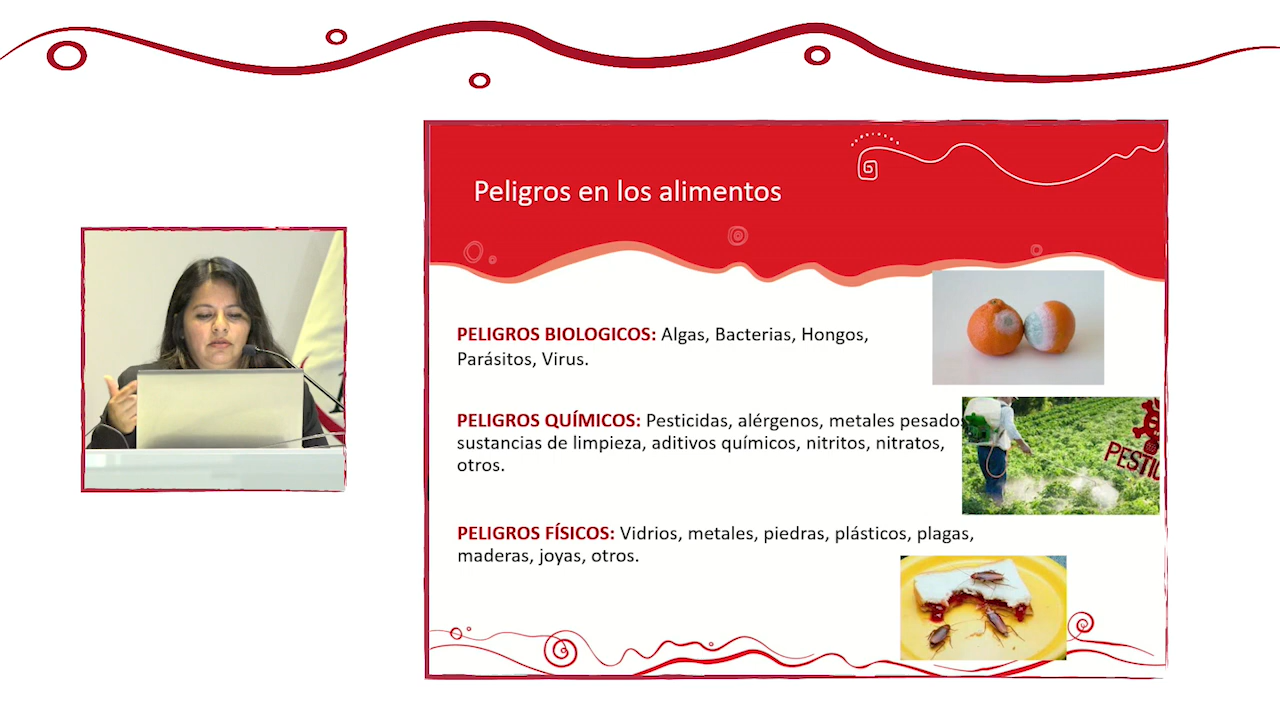 Peligros en los alimentos
PELIGROS BIOLOGICOS: Algas, Bacterias, Hongos,
Parásitos, Virus.
PELIGROS QUÍMICOS: Pesticidas, alérgenos, metales pesados
sustancias de limpieza, aditivos químicos, nitritos, nitratos,
otros.
PESTIC
PELIGROS FÍSICOS: Vidrios, metales, piedras, plásticos, plagas,
maderas, joyas, otros.